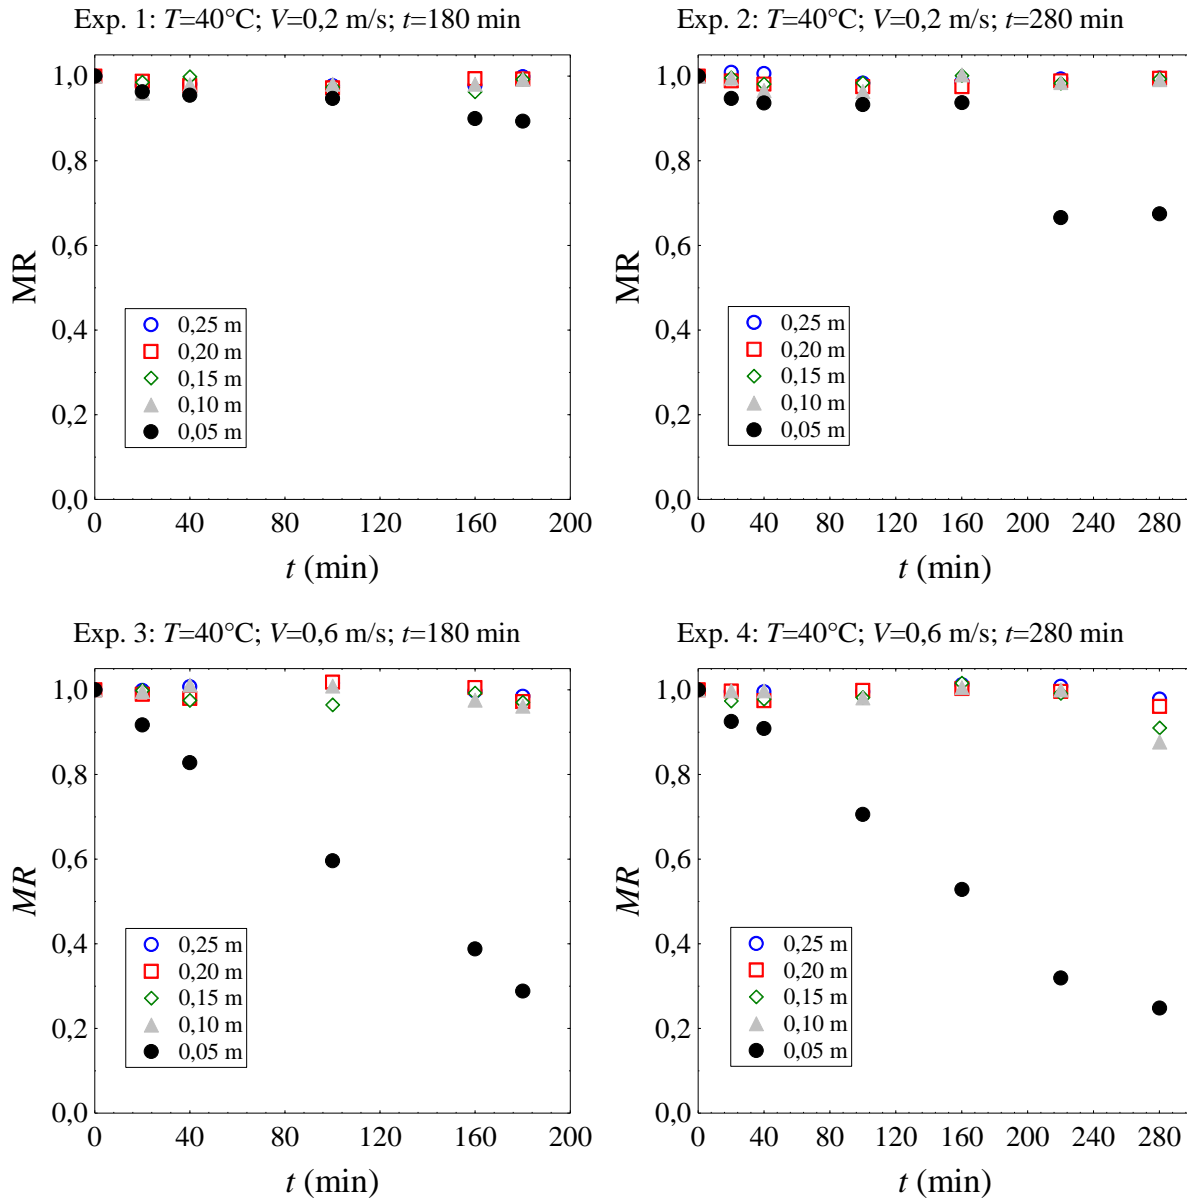 Exp. 1: T=40°C; V=0,2 m/s; t=180 min
1,0
0,8
0,6
0,4
0,2
0,0
MR
0,25 m
0,20 m
0,15 m
0,10 m
0,05 m
0 40 80 120 160 200
t (min)
Exp. 2: T=40°C; V=0,2 m/s; t=280 min
1,0
0,8
0,6
0,4
0,2
0,0
MR
0,25 m
0,20 m
0,15 m
0,10 m
0,05 m
0 40 80 120 160 200 240 280
t (min)
Exp. 3: T=40°C; V=0,6 m/s; t=180 min
1,0
0,8
0,6
0,4
0,2
0,0
MR
0,25 m
0,20 m
0,15 m
0,10 m
0,05 m
0 40 80 120 160 200
t (min)
Exp. 4: T=40°C; V=0,6 m/s; t=280 min
1,0
0,8
0,6
0,4
0,2
0,0
MR
0,25 m
0,20 m
0,15 m
0,10 m
0,05 m
0 40 80 120 160 200 240 280
t (min)